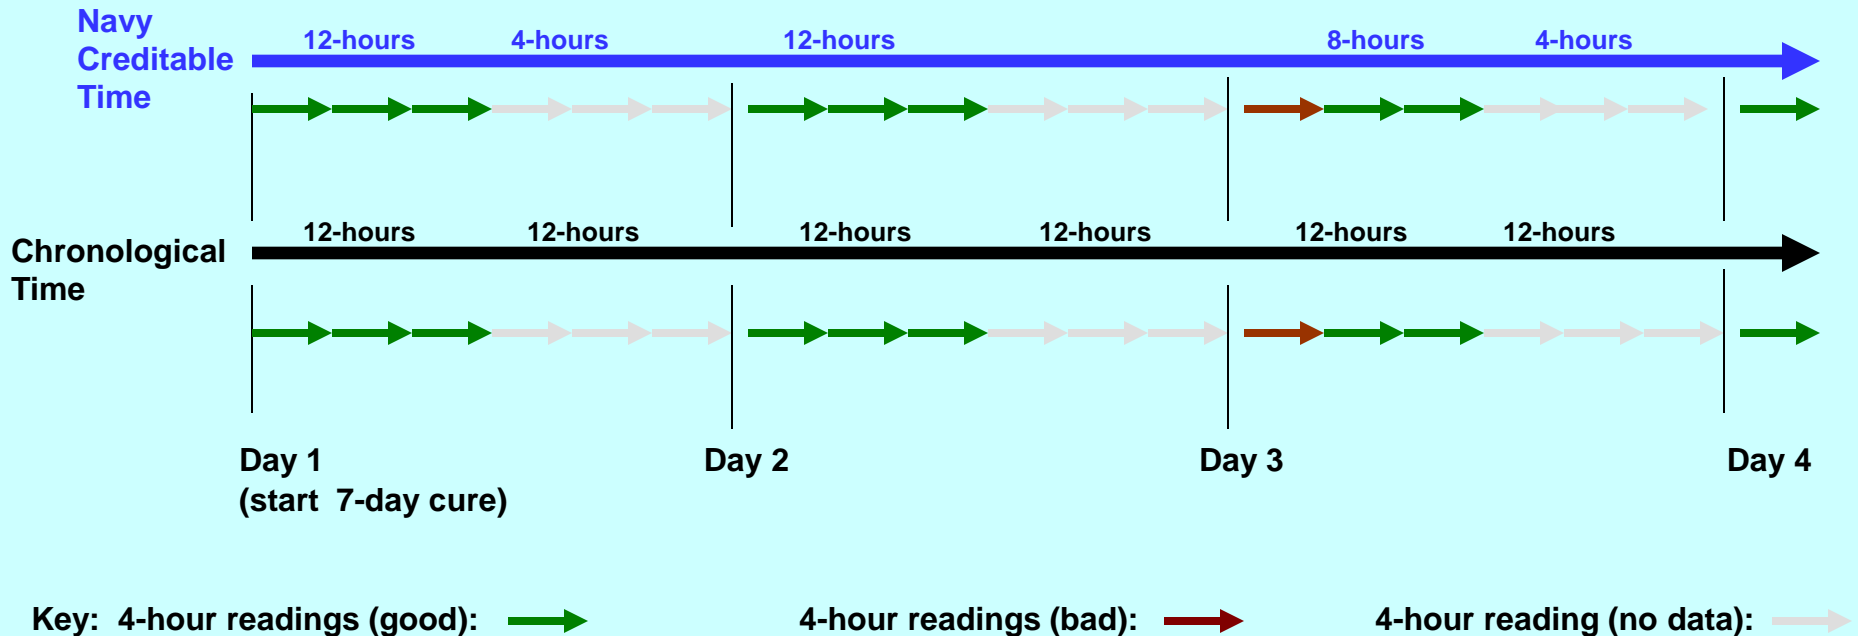 Navy
Creditable
Time
12-hours 4-hours 12-hours 8-hours 4-hours
Chronological
Time
12-hours 12-hours 12-hours 12-hours 12-hours 12-hours
Day 1 Day 2 Day 3 Day 4
(start 7-day cure)
Key: 4-hour readings (good): 4-hour readings (bad): 4-hour reading (no data):